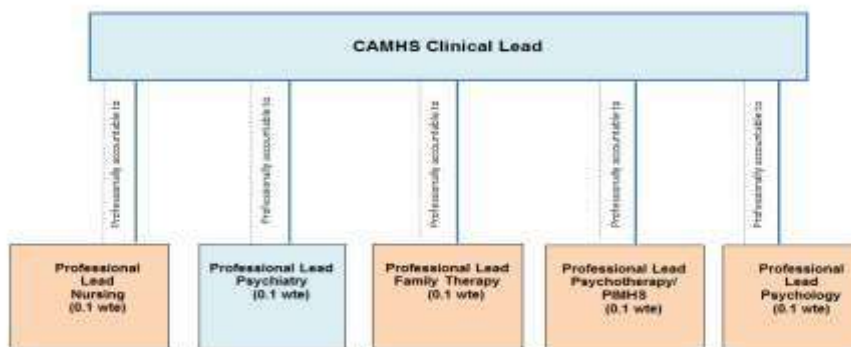 CAMHS Clinical Lead
Professionally accountable to
Professionally accountable to
Professionally accountable to
Professionally accountable to
Professionally accountable to
Professional
Lead
Nursing
(0.1 wte)
Professional Lead
Psychiatry
(0.1 wte)
Professional Lead
Family Therapy
(0.1 wte)
Professional Lead
Psychotherapy/
PIMHS
(0.1 wte)
Professional
Lead
Psychology
(0.1 wte)